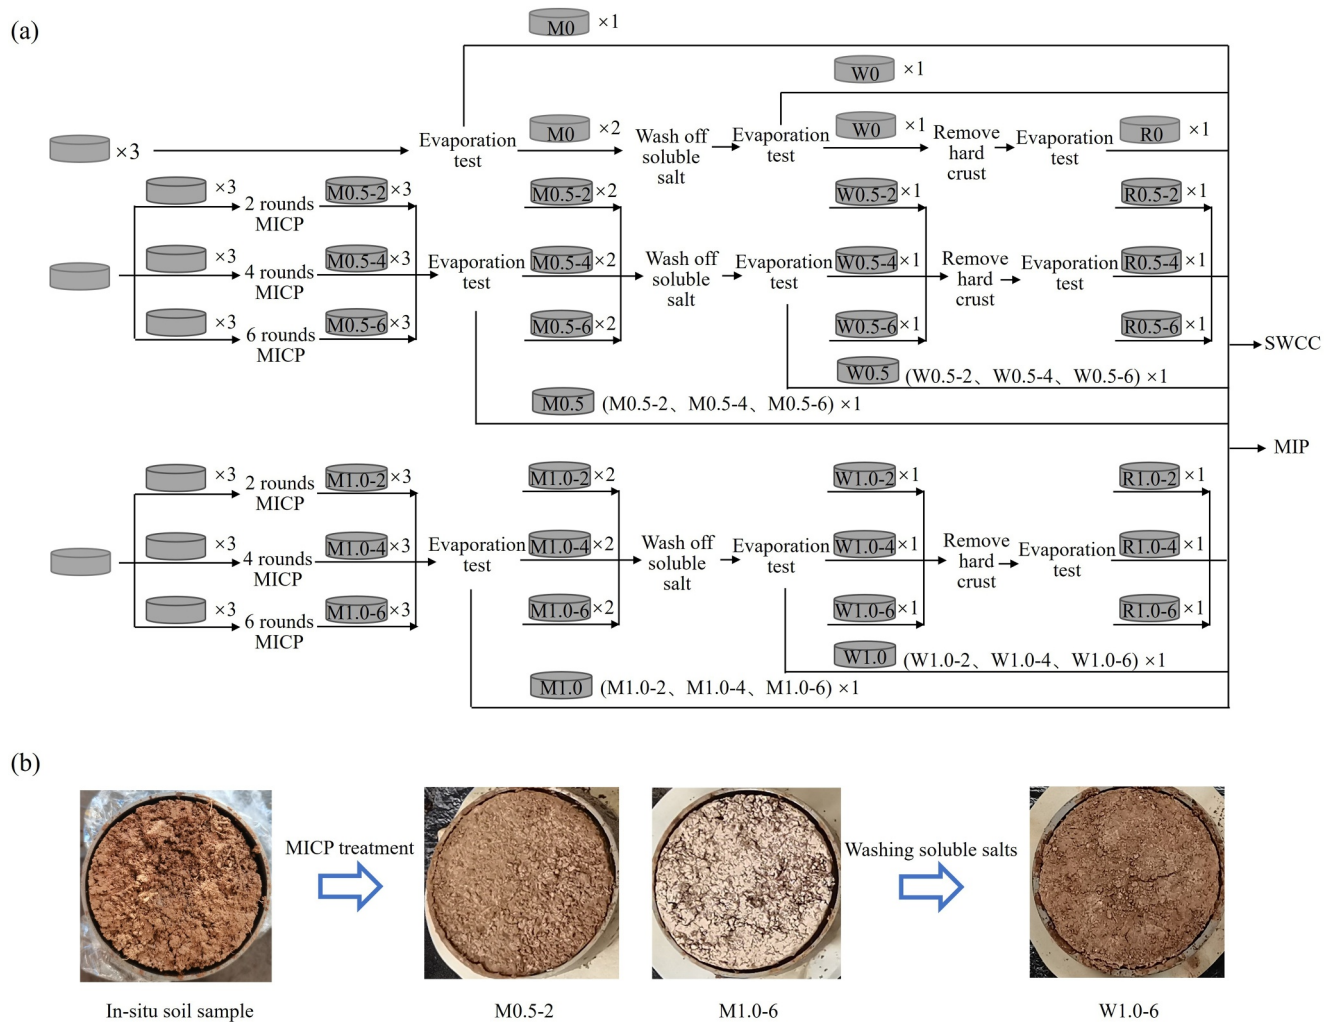 (a)
M0 ×1
W0 ×1
×3
Evaporation
test
M0 ×2
Wash off
soluble
salt
Evaporation
test
W0 ×1
Remove
hard
crust
Evaporation
test
R0 ×1
×3
2 rounds
MICP
M0.5-2 ×3
M0.5-2 ×2
W0.5-2 ×1
R0.5-2 ×1
×3
4 rounds
MICP
M0.5-4 ×3
Evaporation
test
M0.5-4 ×2
Wash off
soluble
salt
Evaporation
test
W0.5-4 ×1
Remove
hard
crust
Evaporation
test
R0.5-4 ×1
×3
6 rounds
MICP
M0.5-6 ×3
M0.5-6 ×2
W0.5-6 ×1
R0.5-6 ×1
SWCC
W0.5 (W0.5-2、W0.5-4、W0.5-6) ×1
M0.5 (M0.5-2、M0.5-4、M0.5-6) ×1
MIP
×3
2 rounds
MICP
M1.0-2 ×3
M1.0-2 ×2
W1.0-2 ×1
R1.0-2 ×1
×3
4 rounds
MICP
M1.0-4 ×3
Evaporation
test
M1.0-4 ×2
Wash off
soluble
salt
Evaporation
test
W1.0-4 ×1
Remove
hard
crust
Evaporation
test
R1.0-4 ×1
×3
6 rounds
MICP
M1.0-6 ×3
M1.0-6 ×2
W1.0-6 ×1
R1.0-6 ×1
W1.0 (W1.0-2、W1.0-4、W1.0-6) ×1
M1.0 (M1.0-2、M1.0-4、M1.0-6) ×1
(b)
MICP treatment
Washing soluble salts
In-situ soil sample
M0.5-2
M1.0-6
W1.0-6